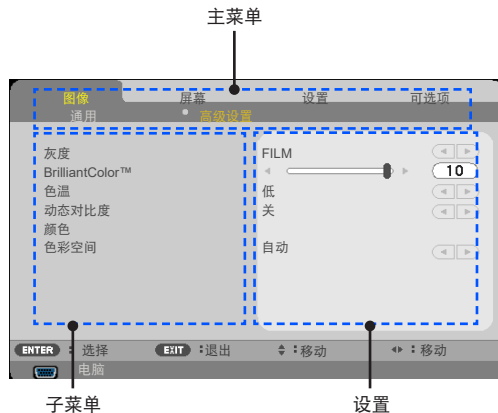 主菜单
图像 屏幕 设置 可选项
通用 高级设置
灰度 FILM
BrilliantColor™ 10
色温 低
动态对比度 关
颜色
色彩空间 自动
ENTER：选择 EXIT：退出 ：移动 ：移动
电脑
子菜单 设置